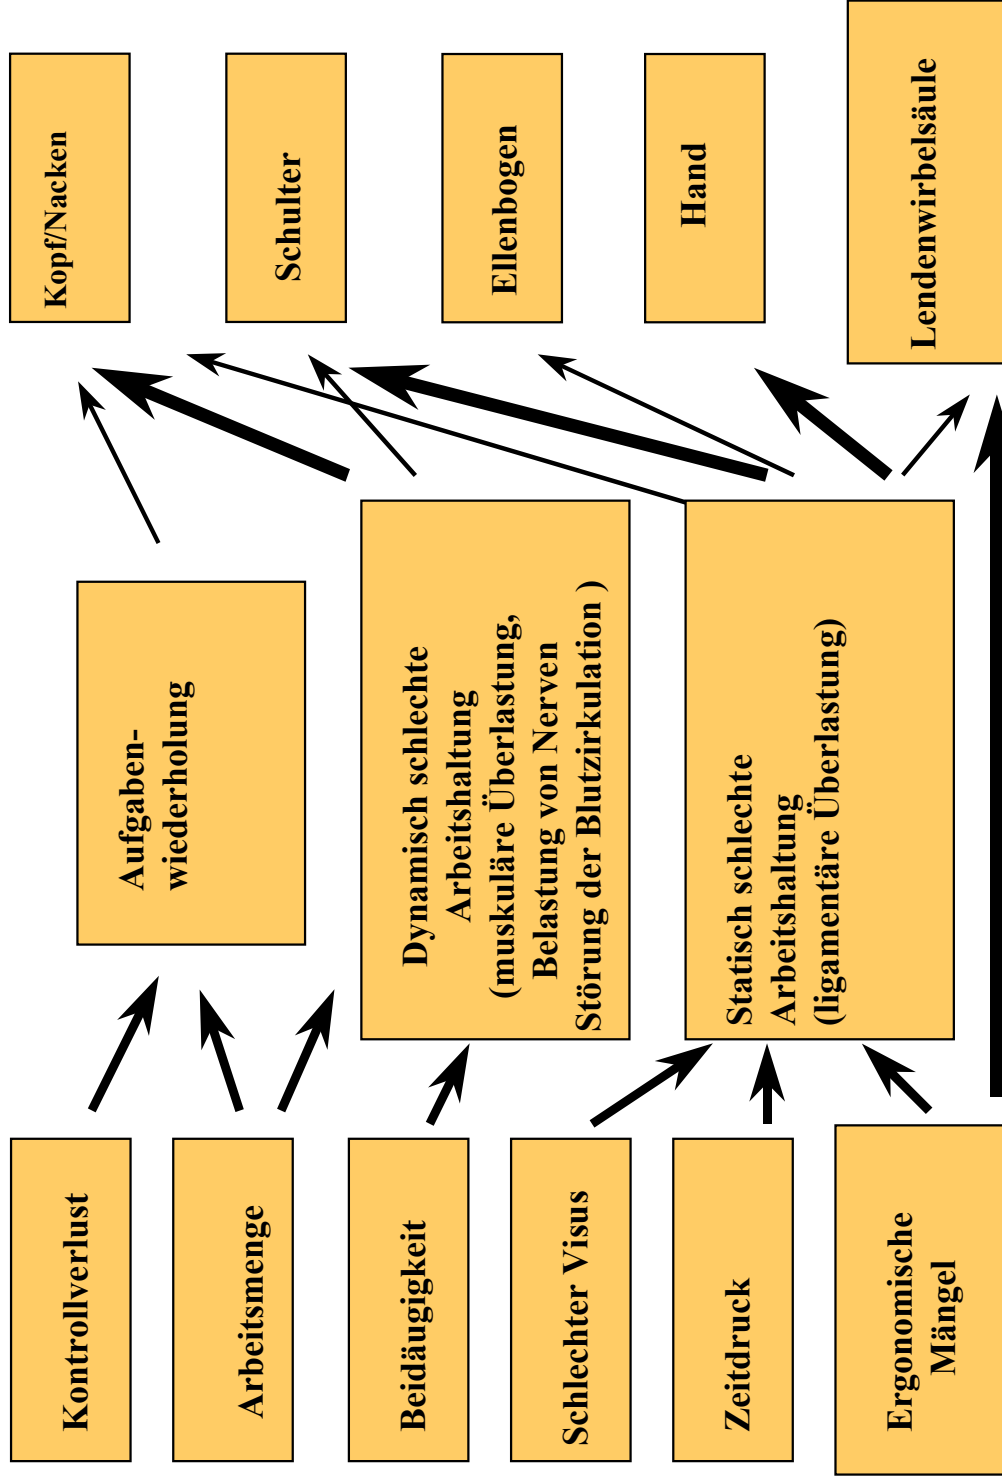 Kontrollverlust
Arbeitsmenge
Beidäugigkeit
Schlechter Visus
Zeitdruck
Ergonomische
Mängel
Aufgaben-
wiederholung
Dynamisch schlechte
Arbeitshaltung
(muskuläre Überlastung,
Belastung von Nerven
Störung der Blutzirkulation )
Statisch schlechte
Arbeitshaltung
(ligamentäre Überlastung)
Kopf/Nacken
Schulter
Ellenbogen
Hand
Lendenwirbelsäule